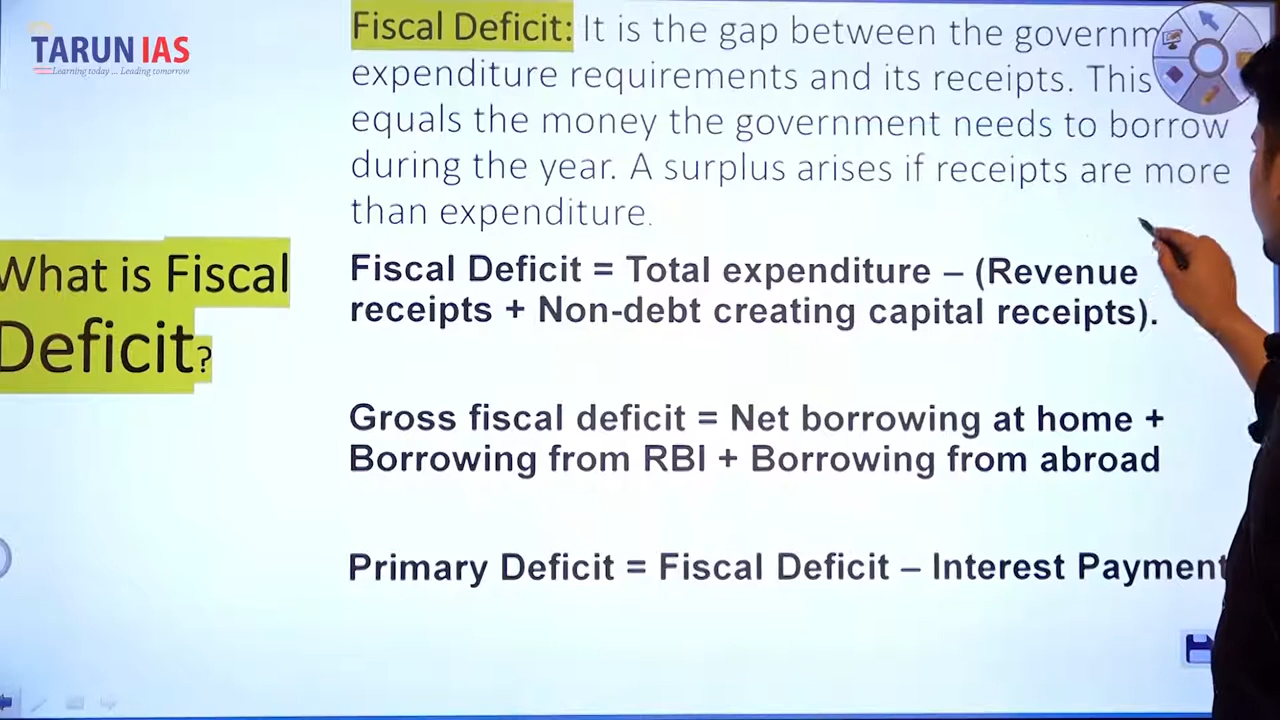 TARUN IAS
Learning today ... Leading tomorrow
Fiscal Deficit: It is the gap between the governm
expenditure requirements and its receipts. This
equals the money the government needs to borrow
during the year. A surplus arises if receipts are more
than expenditure.
What is Fiscal
Deficit?
Fiscal Deficit = Total expenditure – (Revenue
receipts + Non-debt creating capital receipts).
Gross fiscal deficit = Net borrowing at home +
Borrowing from RBI + Borrowing from abroad
Primary Deficit = Fiscal Deficit – Interest Payment